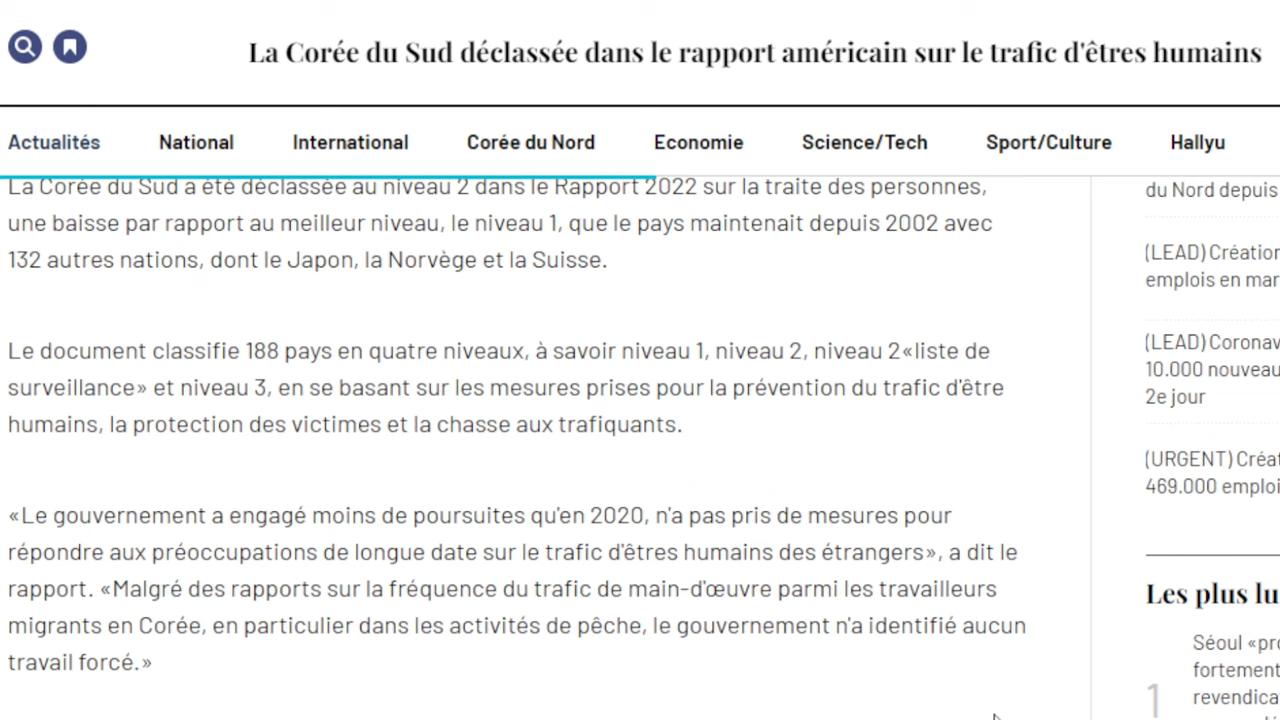 La Corée du Sud déclassée dans le rapport américain sur le trafic d'êtres humains
Actualités National International Corée du Nord Economie Science/Tech Sport/Culture Hallyu
La Corée du Sud a été déclassée au niveau 2 dans le Rapport 2022 sur la traite des personnes,
une baisse par rapport au meilleur niveau, le niveau 1, que le pays maintenait depuis 2002 avec
132 autres nations, dont le Japon, la Norvège et la Suisse.
Le document classifie 188 pays en quatre niveaux, à savoir niveau 1, niveau 2, niveau 2«liste de
surveillance» et niveau 3, en se basant sur les mesures prises pour la prévention du trafic d'être
humains, la protection des victimes et la chasse aux trafiquants.
«Le gouvernement a engagé moins de poursuites qu'en 2020, n'a pas pris de mesures pour
répondre aux préoccupations de longue date sur le trafic d'êtres humains des étrangers», a dit le
rapport. «Malgré des rapports sur la fréquence du trafic de main-d'œuvre parmi les travailleurs
migrants en Corée, en particulier dans les activités de pêche, le gouvernement n'a identifié aucun
travail forcé.»
du Nord depuis
(LEAD) Création
emplois en mar
(LEAD) Coronav
10.000 nouveau
2e jour
(URGENT) Créat
469.000 emploi
Les plus lu
1
Séoul «pro
fortement
revendica